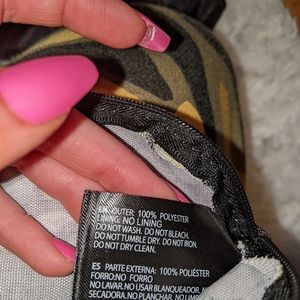 EN OUTER: 100% POLYESTER
LINING: NO LINING
DO NOT WASH. DO NOT BLEACH.
DO NOT TUMBLE DRY. DO NOT IRON.
DO NOT DRY CLEAN.
ES PARTE EXTERNA: 100% POLIÉSTER
FORRO: NO FORRO
NO LAVAR. NO USAR BLANQUEADOR. NO
SECADORA. NO PLANCHAR. NO